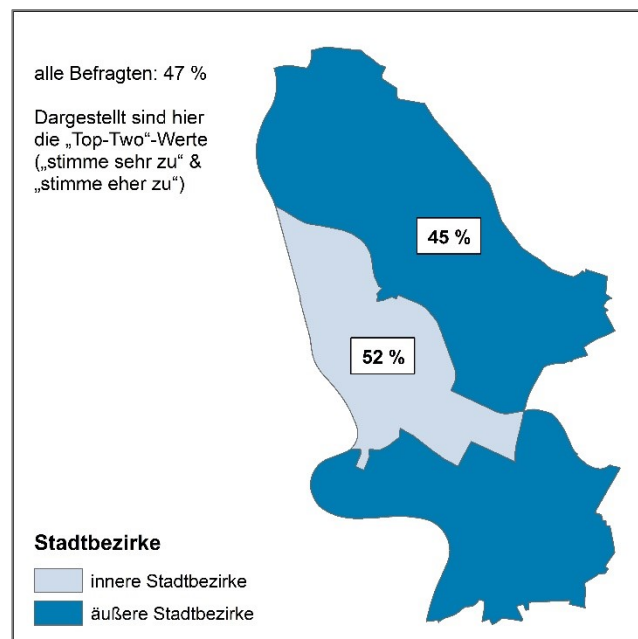 alle Befragten: 47 %
Dargestellt sind hier
die „Top-Two“-Werte
(„stimme sehr zu“ &
„stimme eher zu“)
45 %
52 %
Stadtbezirke
innere Stadtbezirke
äußere Stadtbezirke